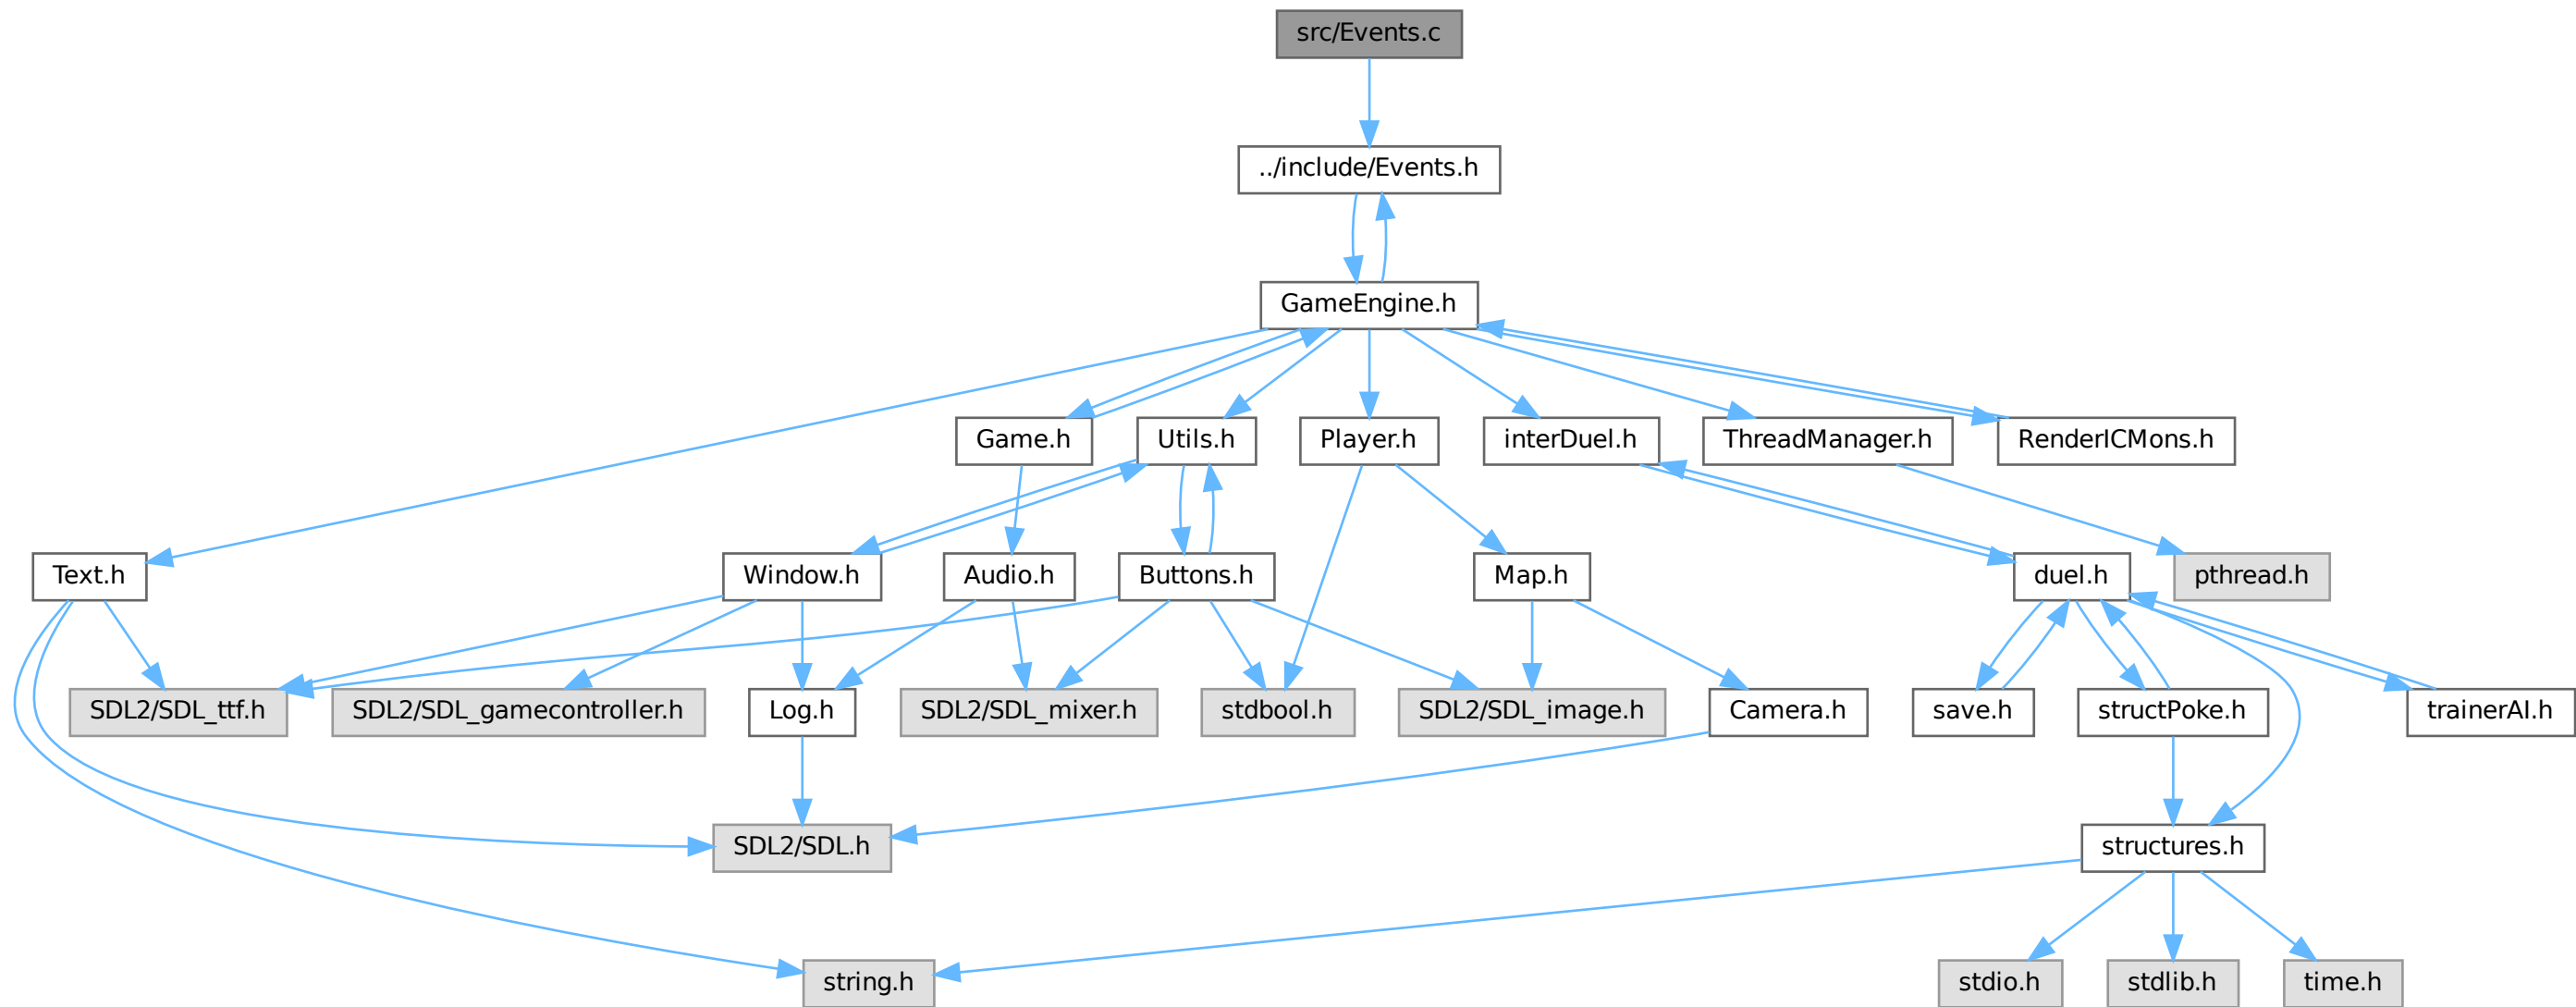 src/Events.c
../include/Events.h
GameEngine.h
Game.h
Utils.h
Player.h
interDuel.h
ThreadManager.h
RenderICMons.h
Text.h
Window.h
Audio.h
Buttons.h
Map.h
duel.h
pthread.h
SDL2/SDL_ttf.h
SDL2/SDL_gamecontroller.h
Log.h
SDL2/SDL_mixer.h
stdbool.h
SDL2/SDL_image.h
Camera.h
save.h
structPoke.h
trainerAI.h
SDL2/SDL.h
structures.h
string.h
stdio.h
stdlib.h
time.h